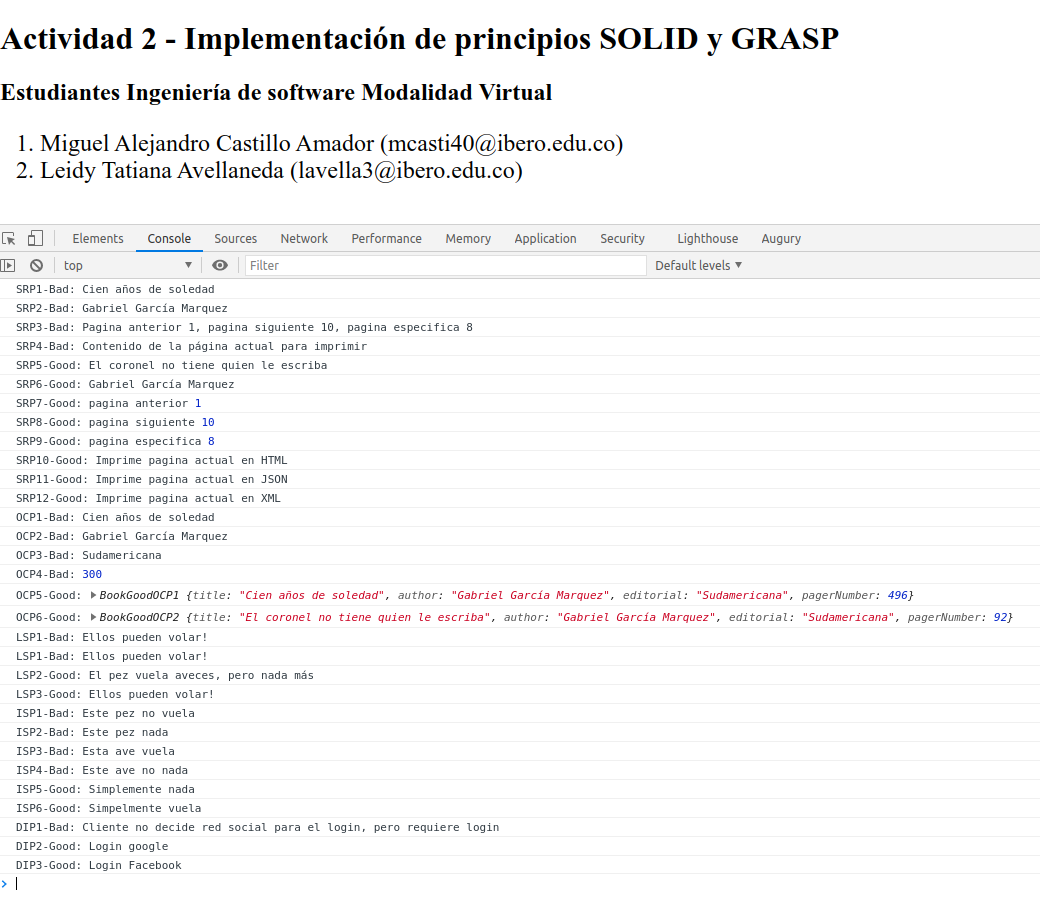 Actividad 2 - Implementación de principios SOLID y GRASP
Estudiantes Ingeniería de software Modalidad Virtual
1. Miguel Alejandro Castillo Amador (mcasti40@ibero.edu.co)
2. Leidy Tatiana Avellaneda (lavella3@ibero.edu.co)
Elements Console Sources Network Performance Memory Application Security Lighthouse Augury
top Filter Default levels
SRP1-Bad: Cien años de soledad
SRP2-Bad: Gabriel García Marquez
SRP3-Bad: Pagina anterior 1, pagina siguiente 10, pagina especifica 8
SRP4-Bad: Contenido de la página actual para imprimir
SRP5-Good: El coronel no tiene quien le escriba
SRP6-Good: Gabriel García Marquez
SRP7-Good: pagina anterior 1
SRP8-Good: pagina siguiente 10
SRP9-Good: pagina especifica 8
SRP10-Good: Imprime pagina actual en HTML
SRP11-Good: Imprime pagina actual en JSON
SRP12-Good: Imprime pagina actual en XML
OCP1-Bad: Cien años de soledad
OCP2-Bad: Gabriel García Marquez
OCP3-Bad: Sudamericana
OCP4-Bad: 300
OCP5-Good: BookGoodOCP1 {title: "Cien años de soledad", author: "Gabriel García Marquez", editorial: "Sudamericana", pagerNumber: 496}
OCP6-Good: BookGoodOCP2 {title: "El coronel no tiene quien le escriba", author: "Gabriel García Marquez", editorial: "Sudamericana", pagerNumber: 92}
LSP1-Bad: Ellos pueden volar!
LSP1-Bad: Ellos pueden volar!
LSP2-Good: El pez vuela aveces, pero nada más
LSP3-Good: Ellos pueden volar!
ISP1-Bad: Este pez no vuela
ISP2-Bad: Este pez nada
ISP3-Bad: Esta ave vuela
ISP4-Bad: Este ave no nada
ISP5-Good: Simplemente nada
ISP6-Good: Simpelmente vuela
DIP1-Bad: Cliente no decide red social para el login, pero requiere login
DIP2-Good: Login google
DIP3-Good: Login Facebook